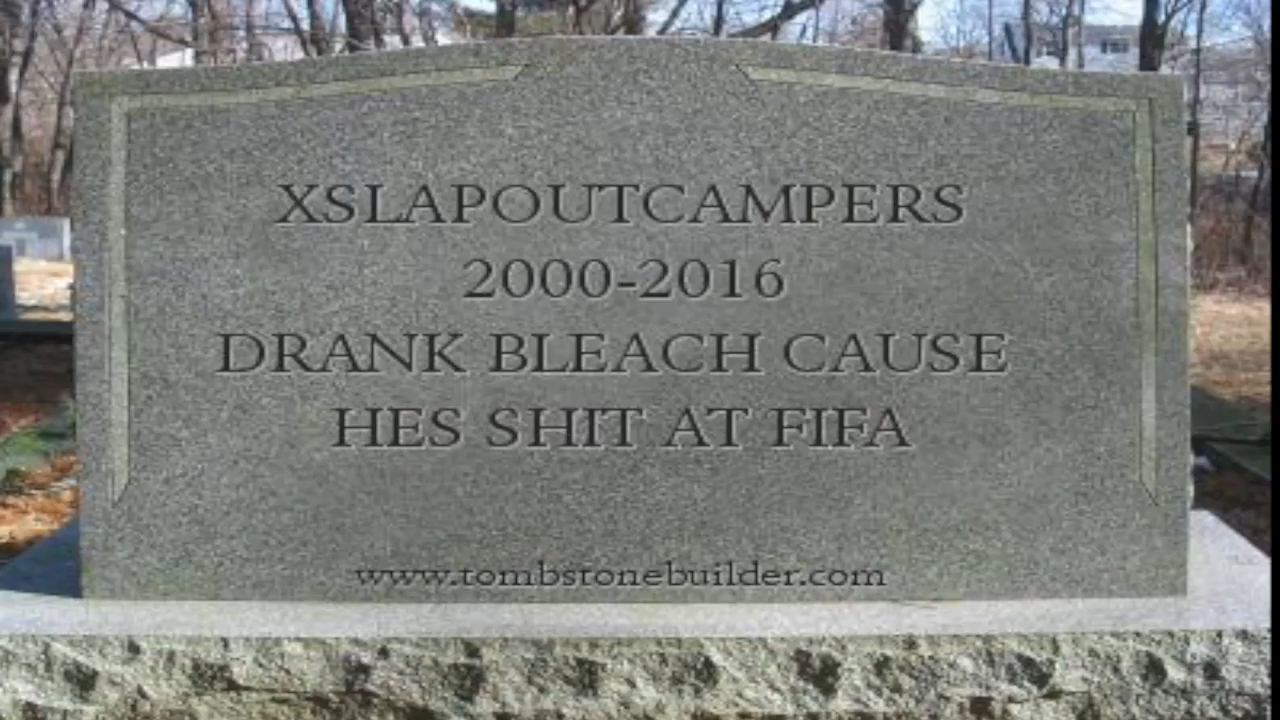 XSLAPOUTCAMPERS
2000-2016
DRANK BLEACH CAUSE
HES SHIT AT FIFA
www.tombstonebuilder.com